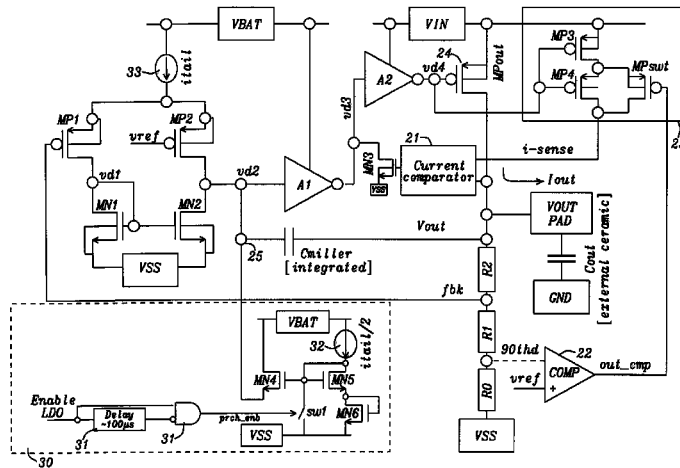 VBAT
VIN
33
itail
24
MPout
MP3
MP4
MPswt
A2
vd4
MP1
MP2
vref
vd3
21
i-sense
vd1
vd2
A1
MN3
VSS
Current
comparator
Iout
MN1
MN2
Vout
VOUT
PAD
VSS
25
Cmiller
[integrated]
R2
Cout
[external ceramic]
fbk
GND
VBAT
itail/2
32
R1
90thd
22
COMP
out_cmp
MN4
MN5
vref
+
R0
Enable
LDO
Delay
~100µs
31
31
prch_enb
sw1
MN6
VSS
VSS
30